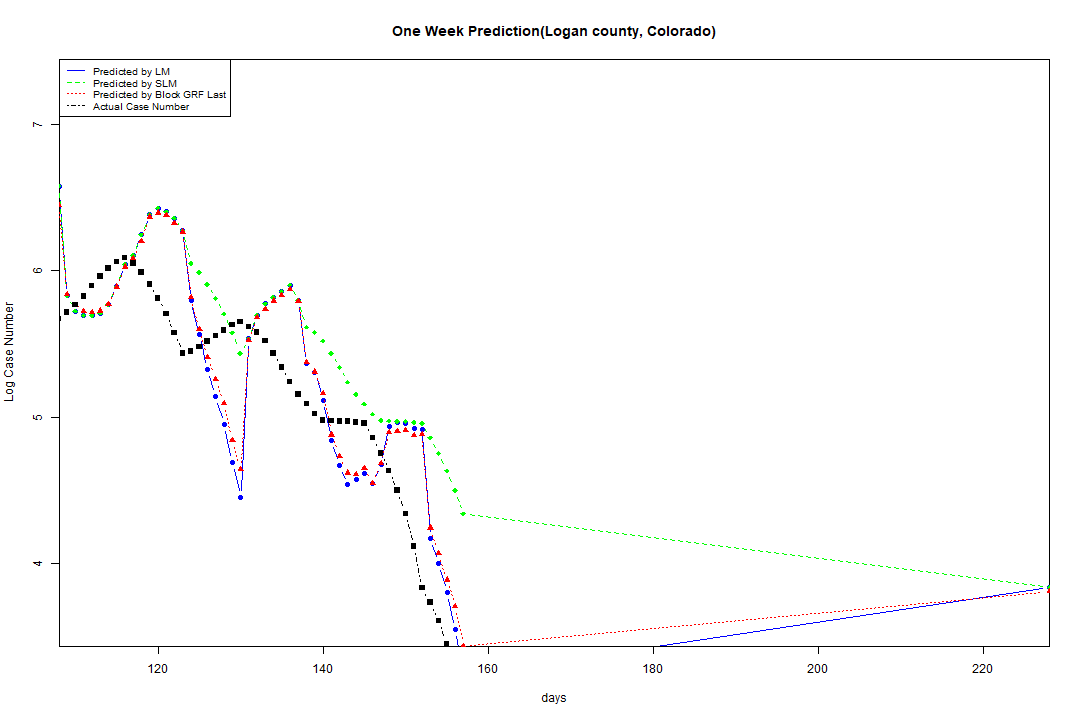 One Week Prediction(Logan county, Colorado)
Predicted by LM
Predicted by SLM
Predicted by Block GRF Last
Actual Case Number
7
6
5
4
Log Case Number
120 140 160 180 200 220
days